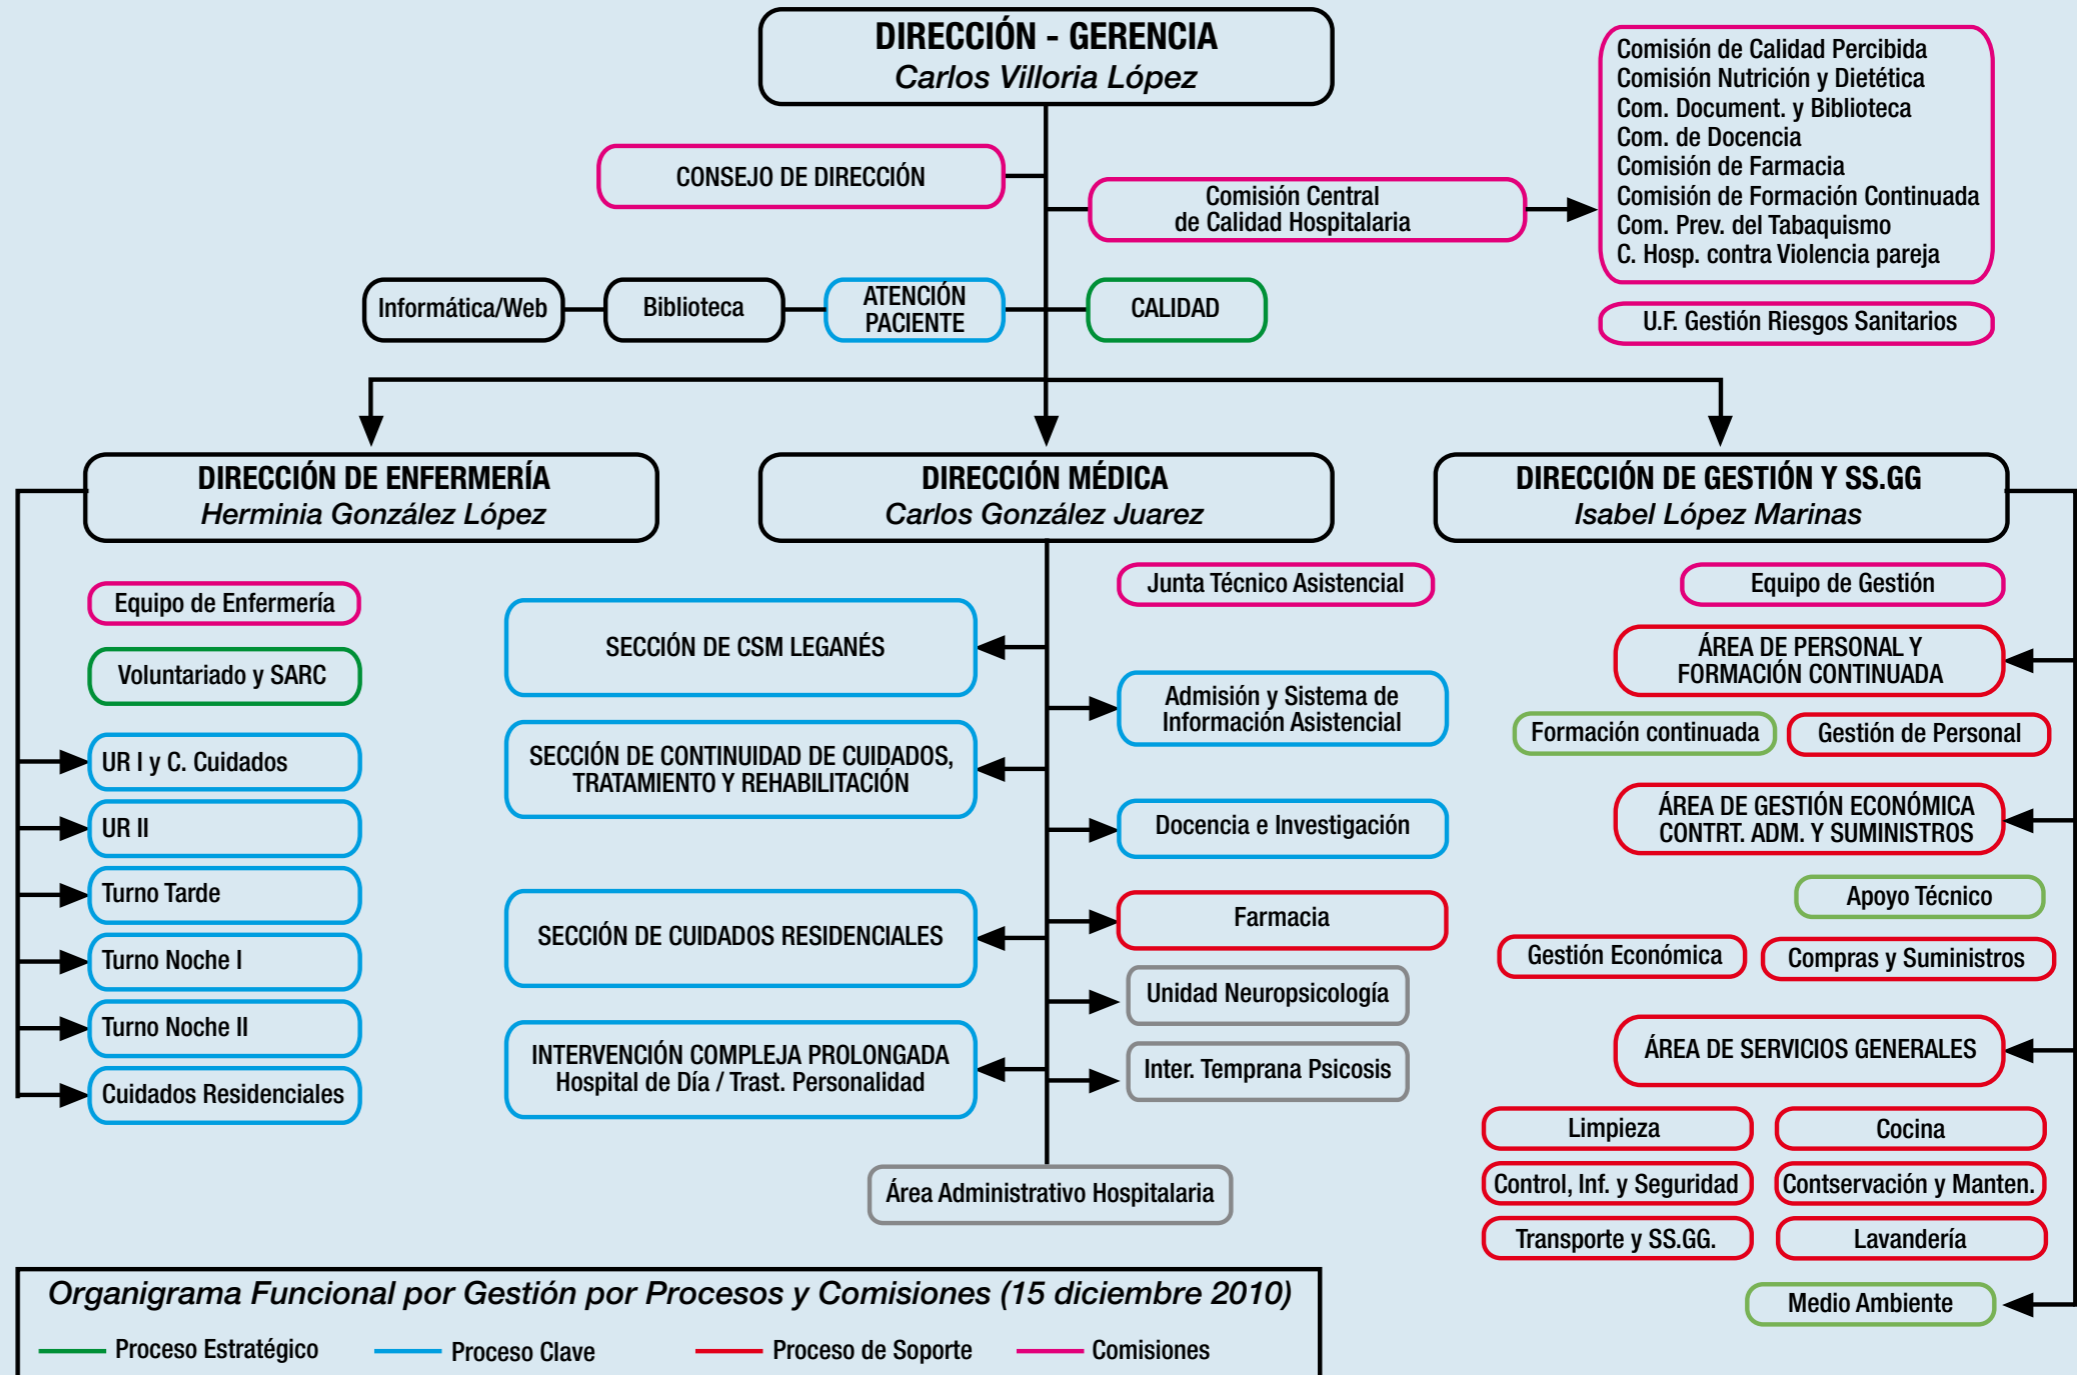 DIRECCIÓN - GERENCIA
Carlos Villoria López
Comisión de Calidad Percibida
Comisión Nutrición y Dietética
Com. Document. y Biblioteca
Com. de Docencia
Comisión de Farmacia
Comisión de Formación Continuada
Com. Prev. del Tabaquismo
C. Hosp. contra Violencia pareja
CONSEJO DE DIRECCIÓN
Comisión Central
de Calidad Hospitalaria
Informática/Web
Biblioteca
ATENCIÓN
PACIENTE
CALIDAD
U.F. Gestión Riesgos Sanitarios
DIRECCIÓN DE ENFERMERÍA
Herminia González López
DIRECCIÓN MÉDICA
Carlos González Juarez
DIRECCIÓN DE GESTIÓN Y SS.GG
Isabel López Marinas
Equipo de Enfermería
Voluntariado y SARC
UR I y C. Cuidados
UR II
Turno Tarde
Turno Noche I
Turno Noche II
Cuidados Residenciales
SECCIÓN DE CSM LEGANÉS
SECCIÓN DE CONTINUIDAD DE CUIDADOS,
TRATAMIENTO Y REHABILITACIÓN
SECCIÓN DE CUIDADOS RESIDENCIALES
INTERVENCIÓN COMPLEJA PROLONGADA
Hospital de Día / Trast. Personalidad
Junta Técnico Asistencial
Admisión y Sistema de
Información Asistencial
Docencia e Investigación
Farmacia
Unidad Neuropsicología
Inter. Temprana Psicosis
Área Administrativo Hospitalaria
Equipo de Gestión
ÁREA DE PERSONAL Y
FORMACIÓN CONTINUADA
Formación continuada
Gestión de Personal
ÁREA DE GESTIÓN ECONÓMICA
CONTRT. ADM. Y SUMINISTROS
Apoyo Técnico
Gestión Económica
Compras y Suministros
ÁREA DE SERVICIOS GENERALES
Limpieza
Cocina
Control, Inf. y Seguridad
Contservación y Manten.
Transporte y SS.GG.
Lavandería
Medio Ambiente
Organigrama Funcional por Gestión por Procesos y Comisiones (15 diciembre 2010)
Proceso Estratégico
Proceso Clave
Proceso de Soporte
Comisiones